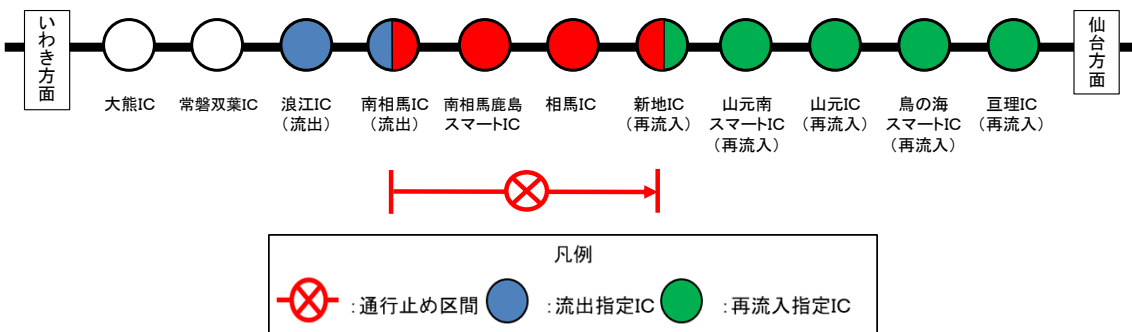 いわき方面
仙台方面
大熊IC
常磐双葉IC
浪江IC
（流出）
南相馬IC
（流出）
南相馬鹿島
スマートIC
相馬IC
新地IC
（再流入）
山元南
スマートIC
（再流入）
山元IC
（再流入）
鳥の海
スマートIC
（再流入）
亘理IC
（再流入）
凡例
:通行止め区間
:流出指定IC
:再流入指定IC